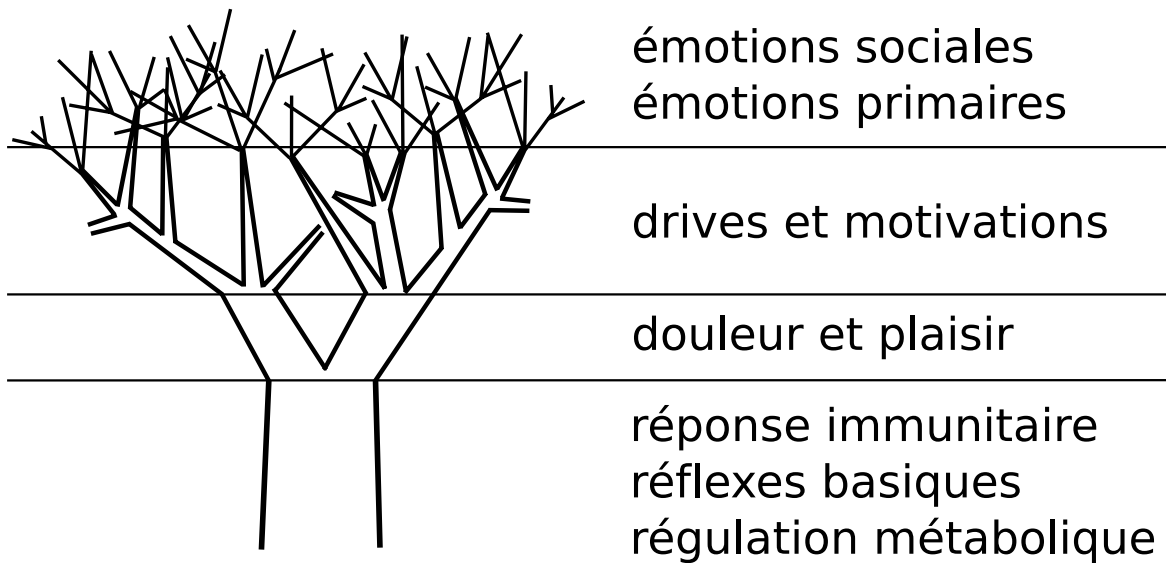 émotions sociales
émotions primaires
drives et motivations
douleur et plaisir
réponse immunitaire
réflexes basiques
régulation métabolique